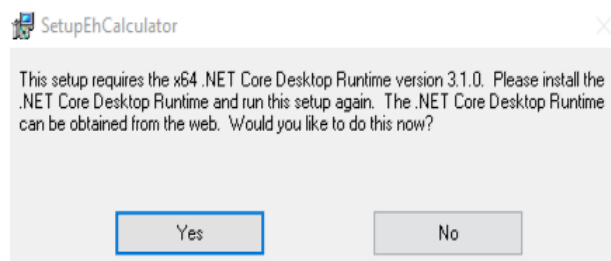 SetupEhCalculator
This setup requires the x64 .NET Core Desktop Runtime version 3.1.0.  Please install the
.NET Core Desktop Runtime and run this setup again.  The .NET Core Desktop Runtime
can be obtained from the web.  Would you like to do this now?
Yes
No